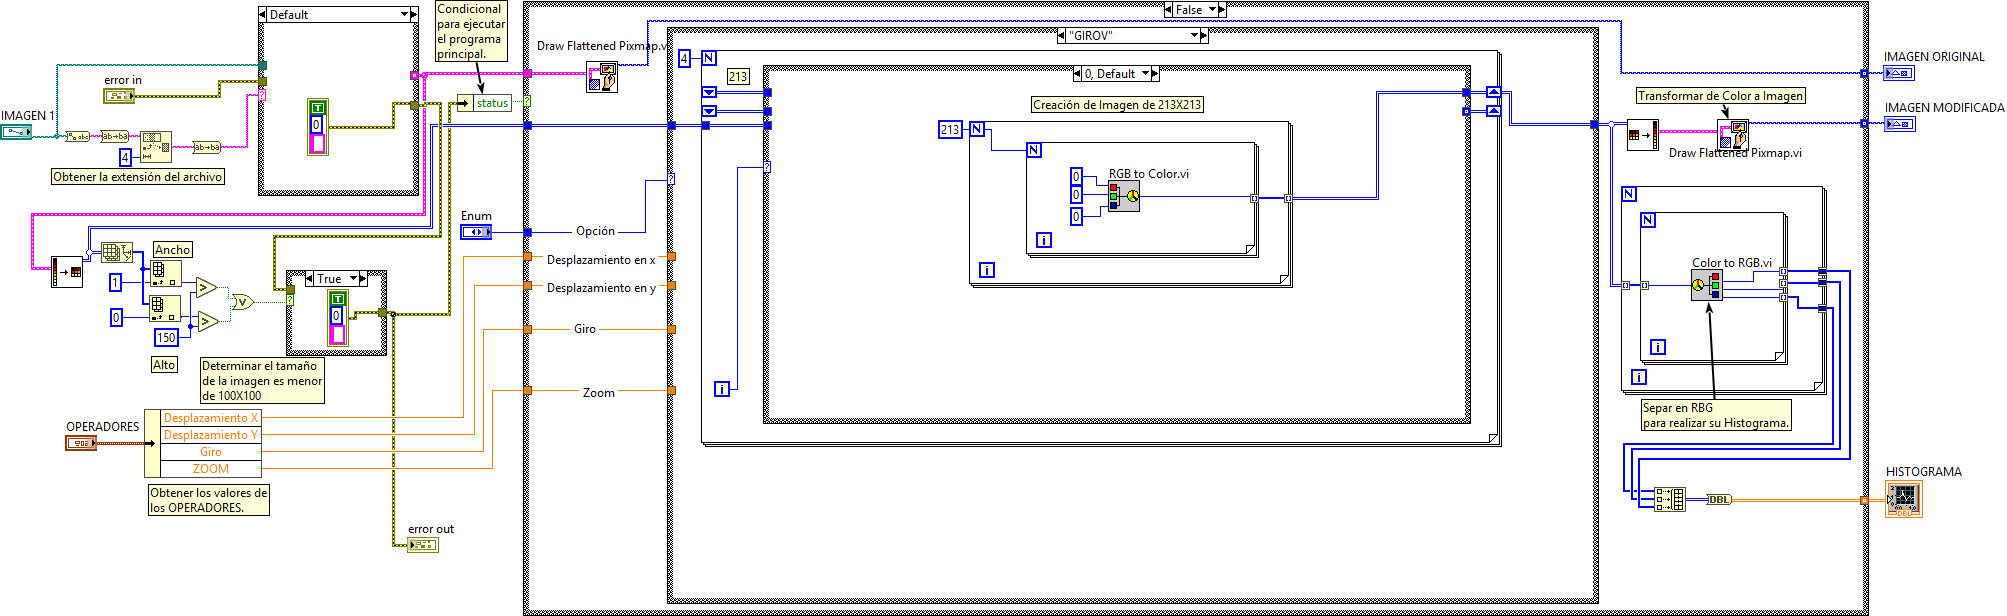 Default
Condicional
para ejecutar
el programa
principal.
False
"GIROV"
Draw Flattened Pixmap.v
4
N
213
0, Default
IMAGEN ORIGINAL
error in
status
Creación de Imagen de 213X213
Transformar de Color a Imagen
IMAGEN MODIFICADA
IMAGEN 1
T
0
213
N
N
Draw Flattened Pixmap.vi
4
Obtener la extensión del archivo
RGB to Color.vi
0
0
0
i
i
N
N
Enum
Opción
Ancho
Desplazamiento en x
Color to RGB.vi
True
1
Desplazamiento en y
T
0
0
Giro
150
i
i
Alto
Determinar el tamaño
de la imagen es menor
de 100X100
i
Zoom
Separ en RBG
para realizar su Histograma.
OPERADORES
Desplazamiento X
Desplazamiento Y
Giro
ZOOM
HISTOGRAMA
Obtener los valores de
los OPERADORES.
DBL
DBL
error out